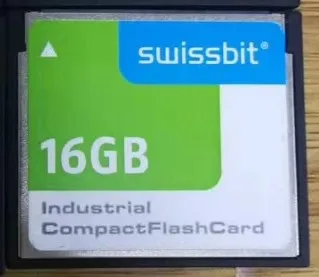 swissbit®
16GB
Industrial
CompactFlashCard